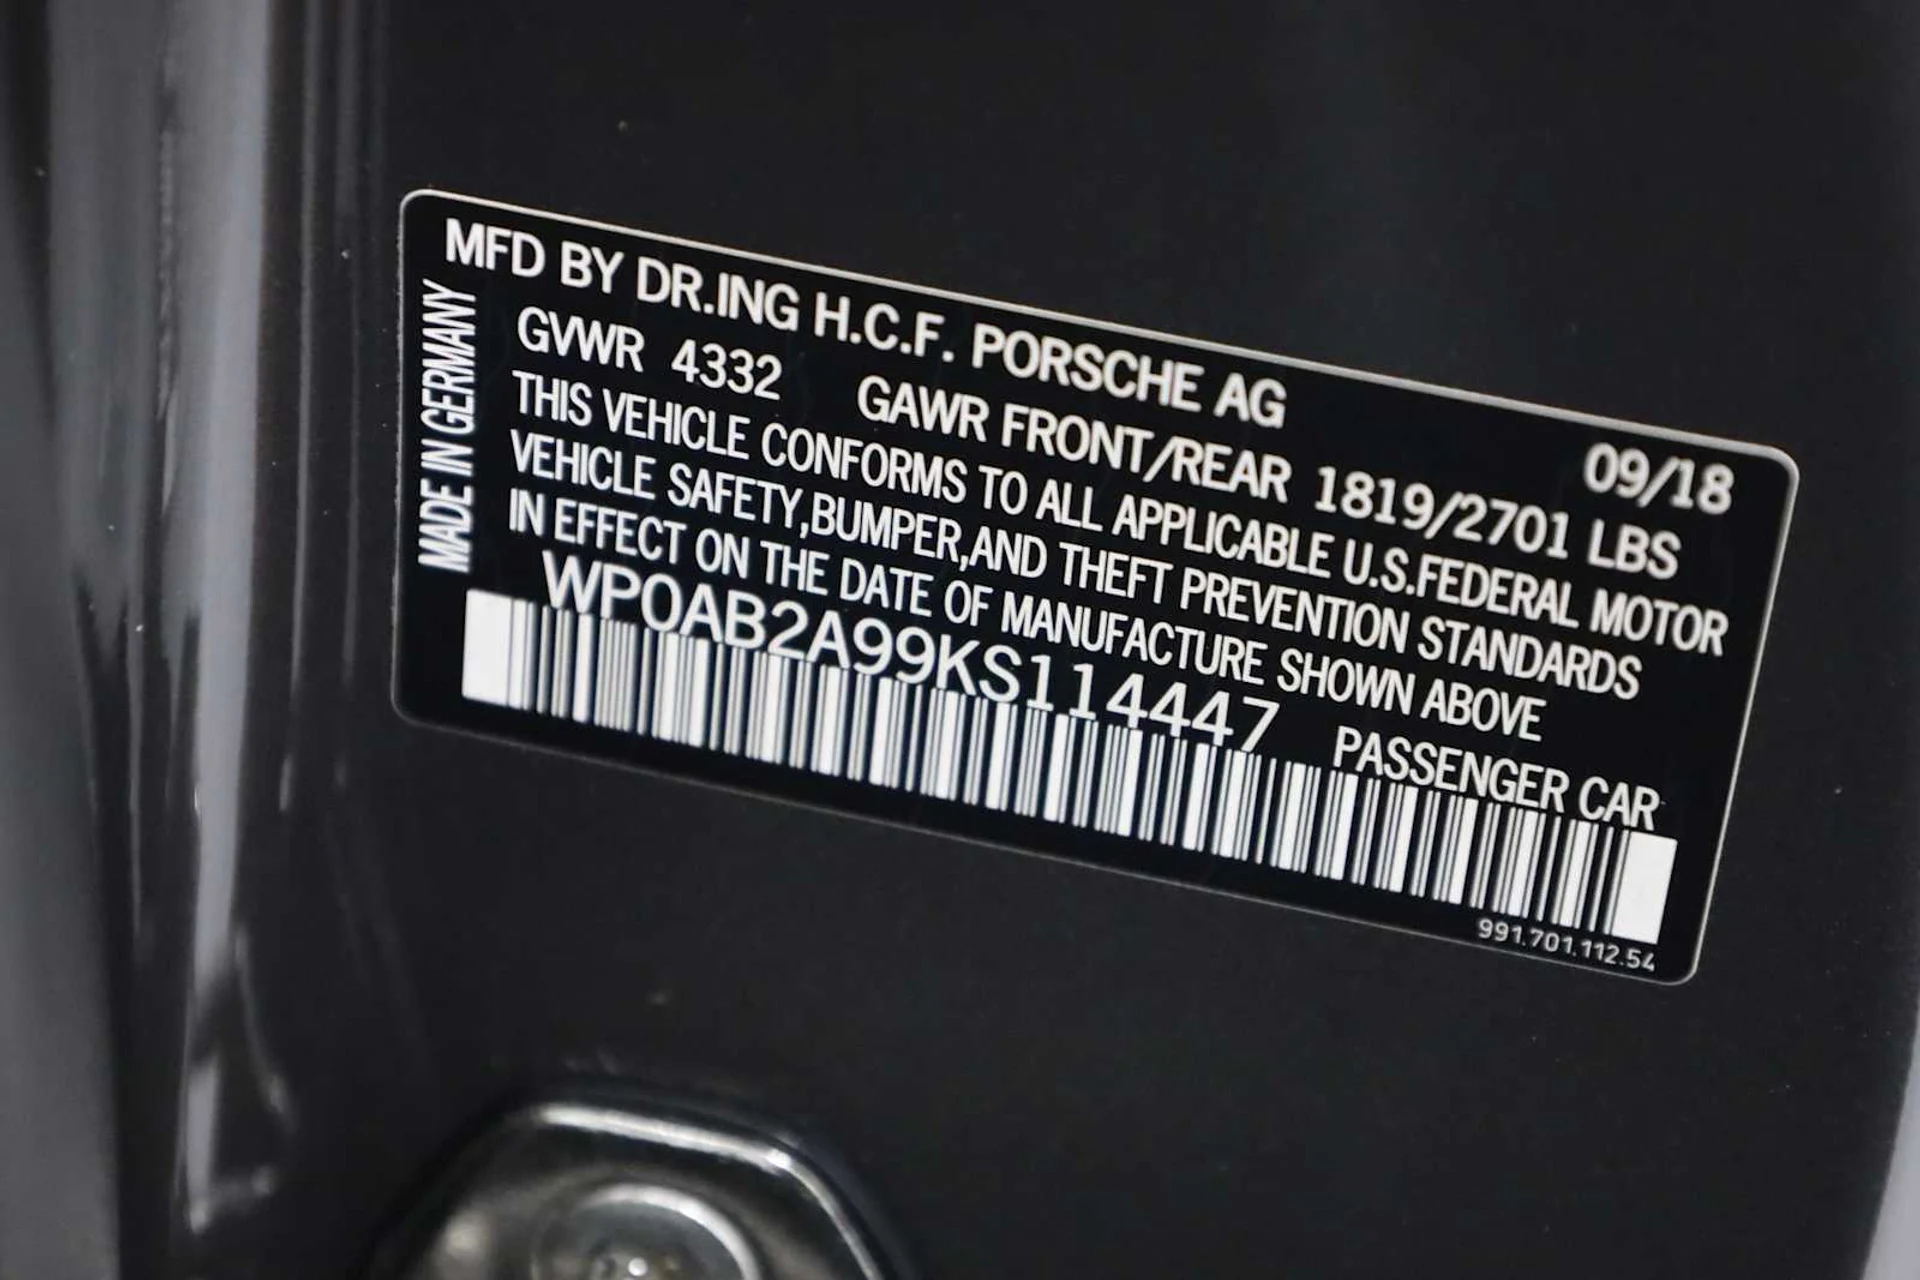 MFD BY DR.ING H.C.F. PORSCHE AG 09/18
MADE IN GERMANY
GVWR 4332 GAWR FRONT/REAR 1819/2701 LBS
THIS VEHICLE CONFORMS TO ALL APPLICABLE U.S.FEDERAL MOTOR
VEHICLE SAFETY,BUMPER,AND THEFT PREVENTION STANDARDS
IN EFFECT ON THE DATE OF MANUFACTURE SHOWN ABOVE
WP0AB2A99KS114447 PASSENGER CAR
991.701.112.54